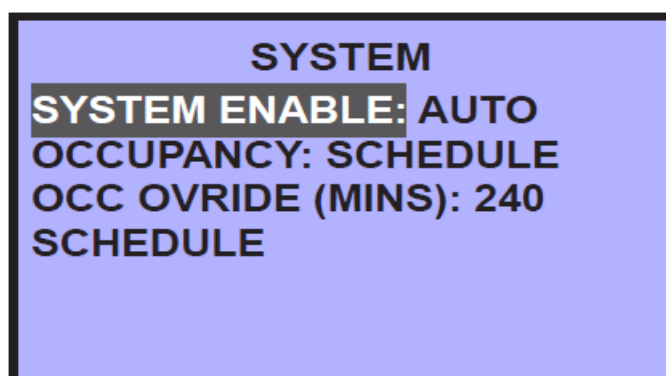 SYSTEM
SYSTEM ENABLE: AUTO
OCCUPANCY: SCHEDULE
OCC OVRIDE (MINS): 240
SCHEDULE